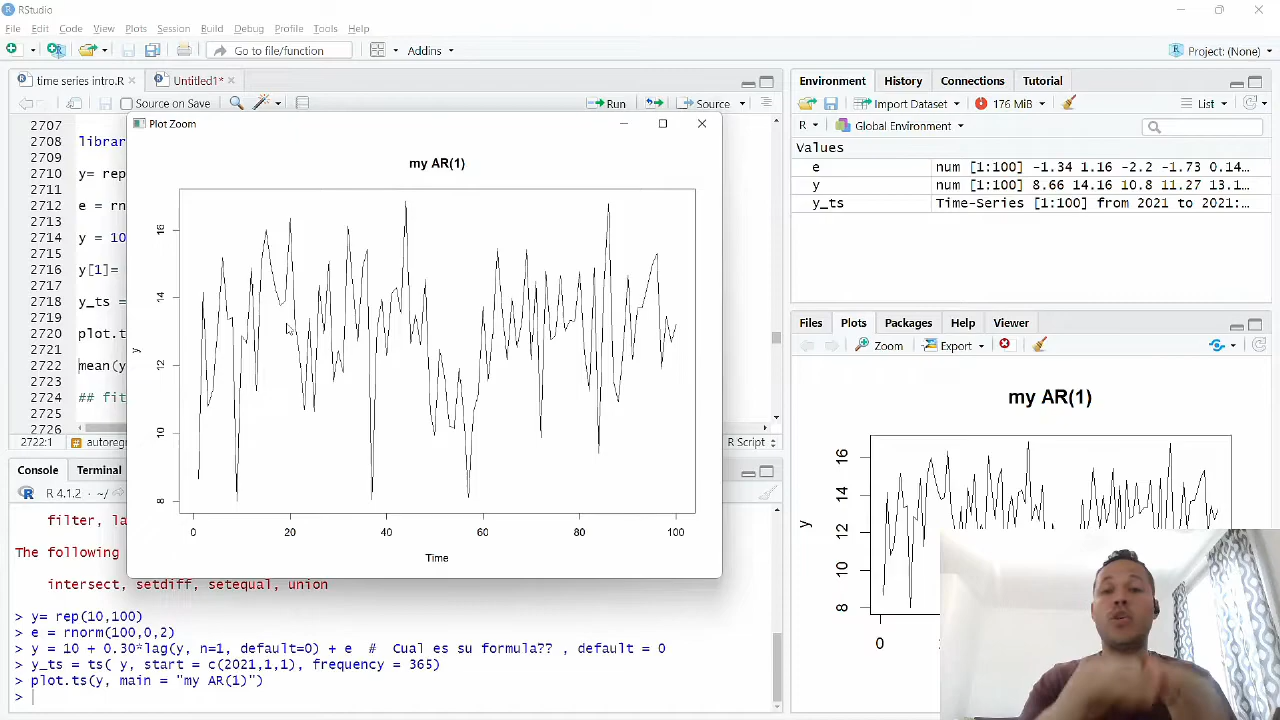 RStudio
File Edit Code View Plots Session Build Debug Profile Tools Help
Go to file/function
Addins
Project: (None)
time series intro.R
Untitled1*
Source on Save
Run
Source
2707
2708 librar
2709
2710 y= rep
2711
2712 e = rn
2713
2714 y = 10
2715
2716 y[1]=
2717
2718 y_ts =
2719
2720 plot.t
2721
2722 mean(y
2723
2724 ## fit
2725
2726
2722:1
autoregr
R Script
Plot Zoom
my AR(1)
y
16
14
12
10
8
0 20 40 60 80 100
Time
Console Terminal
R 4.1.2 · ~/
filter, la
The following
intersect, setdiff, setequal, union
> y= rep(10,100)
> e = rnorm(100,0,2)
> y = 10 + 0.30*lag(y, n=1, default=0) + e # Cual es su formula?? , default = 0
> y_ts = ts( y, start = c(2021,1,1), frequency = 365)
> plot.ts(y, main = "my AR(1)")
>
Environment History Connections Tutorial
Import Dataset
176 MiB
List
R
Global Environment
Values
e num [1:100] -1.34 1.16 -2.2 -1.73 0.14…
y num [1:100] 8.66 14.16 10.8 11.27 13.1…
y_ts Time-Series [1:100] from 2021 to 2021:…
Files Plots Packages Help Viewer
Zoom
Export
my AR(1)
y
16
14
12
10
8
0